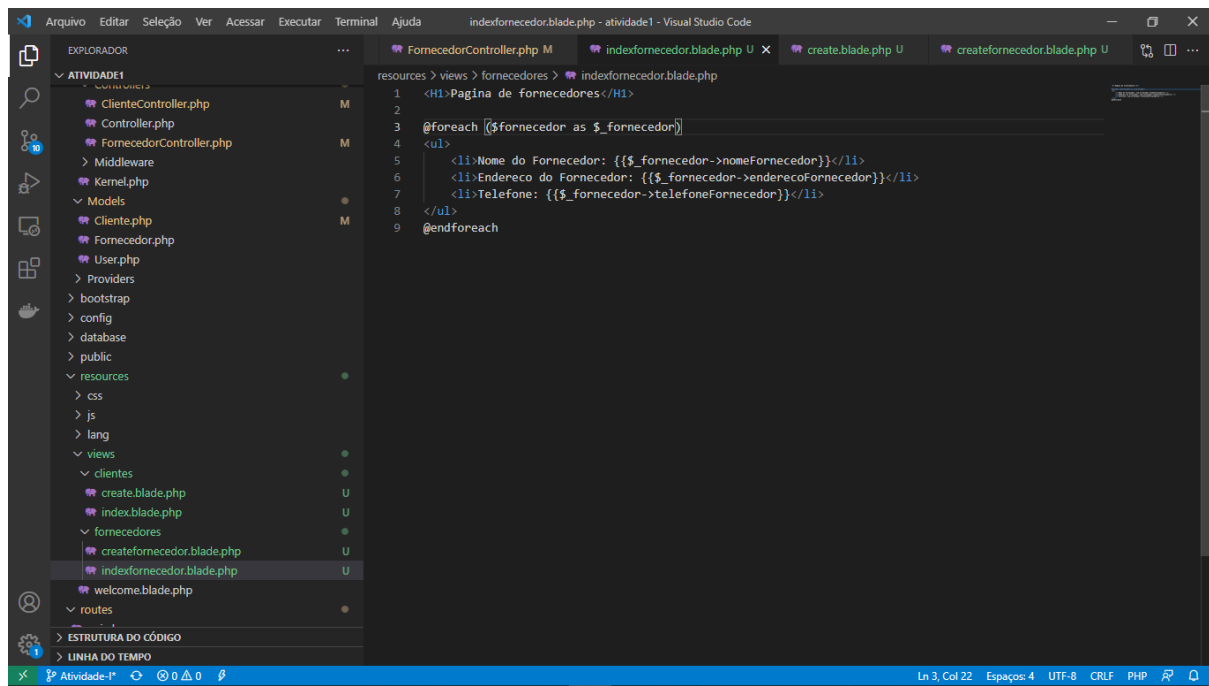 Arquivo Editar Seleção Ver Acessar Executar Terminal Ajuda
indexfornecedor.blade.php - atividade1 - Visual Studio Code
EXPLORADOR ...
FornecedorController.php M
indexfornecedor.blade.php U
create.blade.php U
createfornecedor.blade.php U
ATIVIDADE1
Controllers
ClienteController.php M
Controller.php
FornecedorController.php M
Middleware
Kernel.php
Models
Cliente.php M
Fornecedor.php
User.php
Providers
bootstrap
config
database
public
resources
css
js
lang
views
clientes
create.blade.php U
index.blade.php U
fornecedores
createfornecedor.blade.php U
indexfornecedor.blade.php U
welcome.blade.php
routes
ESTRUTURA DO CÓDIGO
LINHA DO TEMPO
10
1
resources > views > fornecedores > indexfornecedor.blade.php
1 <H1>Pagina de fornecedores</H1>
2
3 @foreach ($fornecedor as $_fornecedor)
4 <ul>
5 <li>Nome do Fornecedor: {{$_fornecedor->nomeFornecedor}}</li>
6 <li>Endereco do Fornecedor: {{$_fornecedor->enderecoFornecedor}}</li>
7 <li>Telefone: {{$_fornecedor->telefoneFornecedor}}</li>
8 </ul>
9 @endforeach
Atividade-I* 0 0
Ln 3, Col 22 Espaços: 4 UTF-8 CRLF PHP